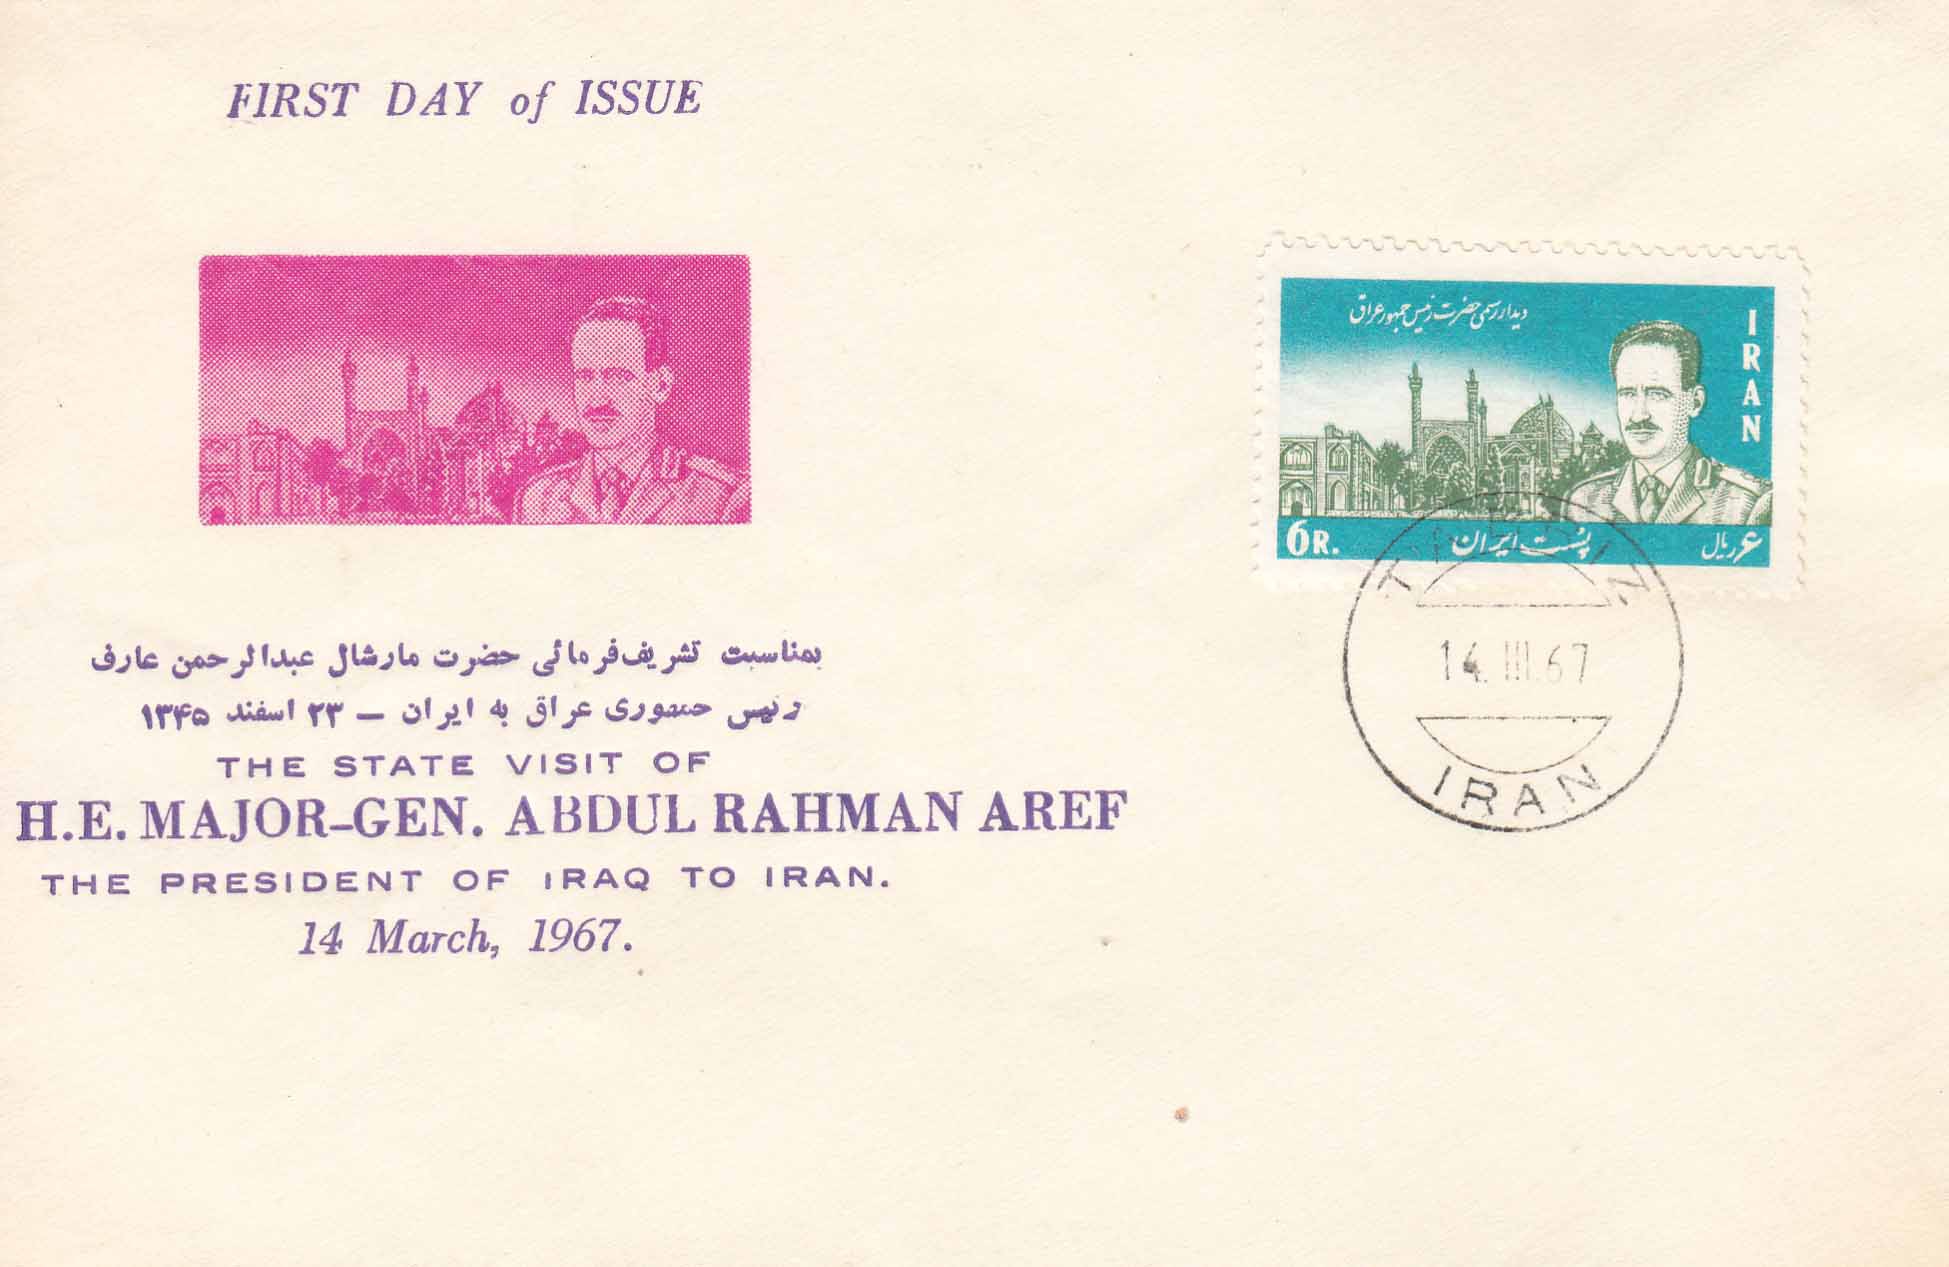 FIRST DAY of ISSUE
دیدار رسمی حضرت رئیس جمهور عراق
IRAN
6 R.
پست ایران
۶ ریال
TABRIZ
14.III.67
IRAN
بمناسبت تشریف‌فرمائی حضرت مارشال عبدالرحمن عارف
رئیس جمهوری عراق به ایران – ۲۳ اسفند ۱۳۴۵
THE STATE VISIT OF
H.E. MAJOR-GEN. ABDUL RAHMAN AREF
THE PRESIDENT OF IRAQ TO IRAN.
14 March, 1967.